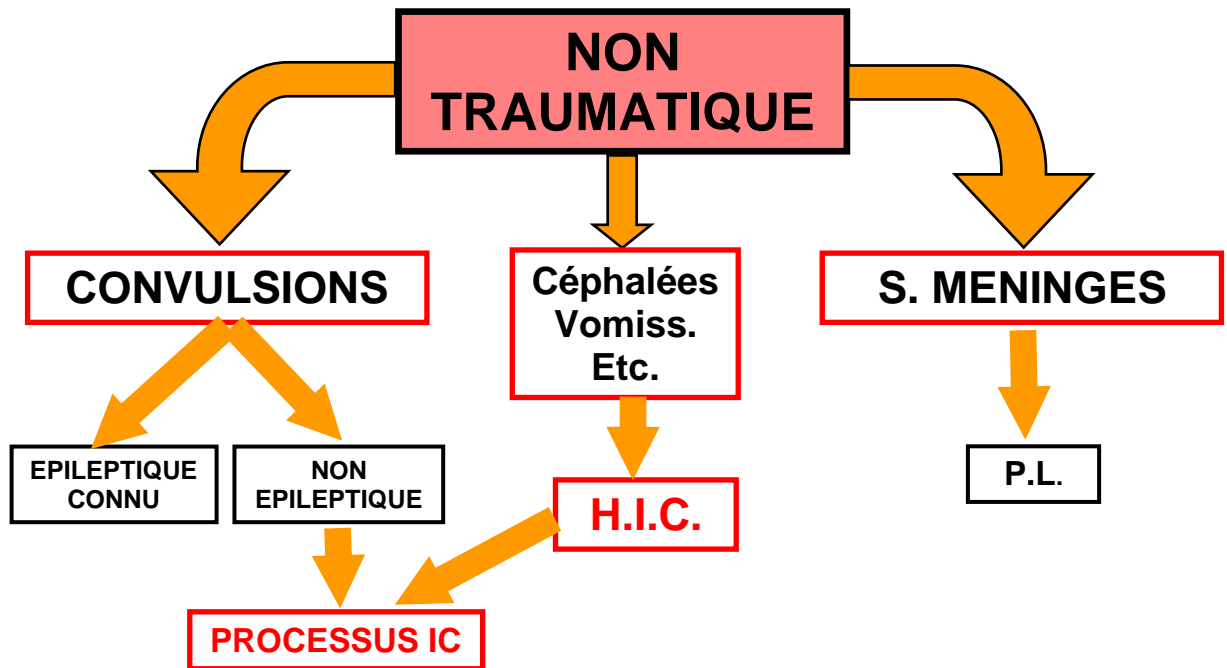 NON
TRAUMATIQUE
CONVULSIONS
Céphalées
Vomiss.
Etc.
S. MENINGES
EPILEPTIQUE
CONNU
NON
EPILEPTIQUE
P.L.
H.I.C.
PROCESSUS IC